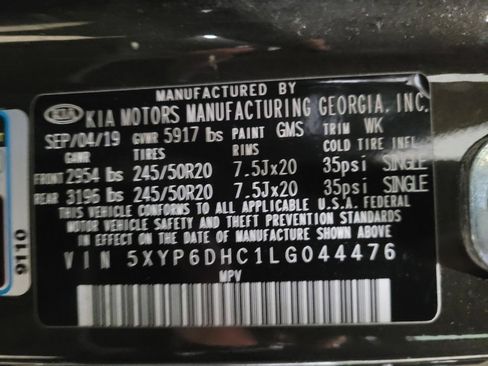 MANUFACTURED BY
KIA KIA MOTORS MANUFACTURING GEORGIA, INC.
SEP/04/19 GVWR 5917 lbs PAINT GMS TRIM WK
GAWR TIRES RIMS COLD TIRE INFL
FRONT 2954 lbs 245/50R20 7.5Jx20 35psi SINGLE
REAR 3196 lbs 245/50R20 7.5Jx20 35psi SINGLE
THIS VEHICLE CONFORMS TO ALL APPLICABLE U.S.A. FEDERAL
MOTOR VEHICLE SAFETY AND THEFT PREVENTION STANDARDS
IN EFFECT ON THE DATE OF MANUFACTURE SHOWN ABOVE
VIN 5XYP6DHC1LG044476
MPV
9110